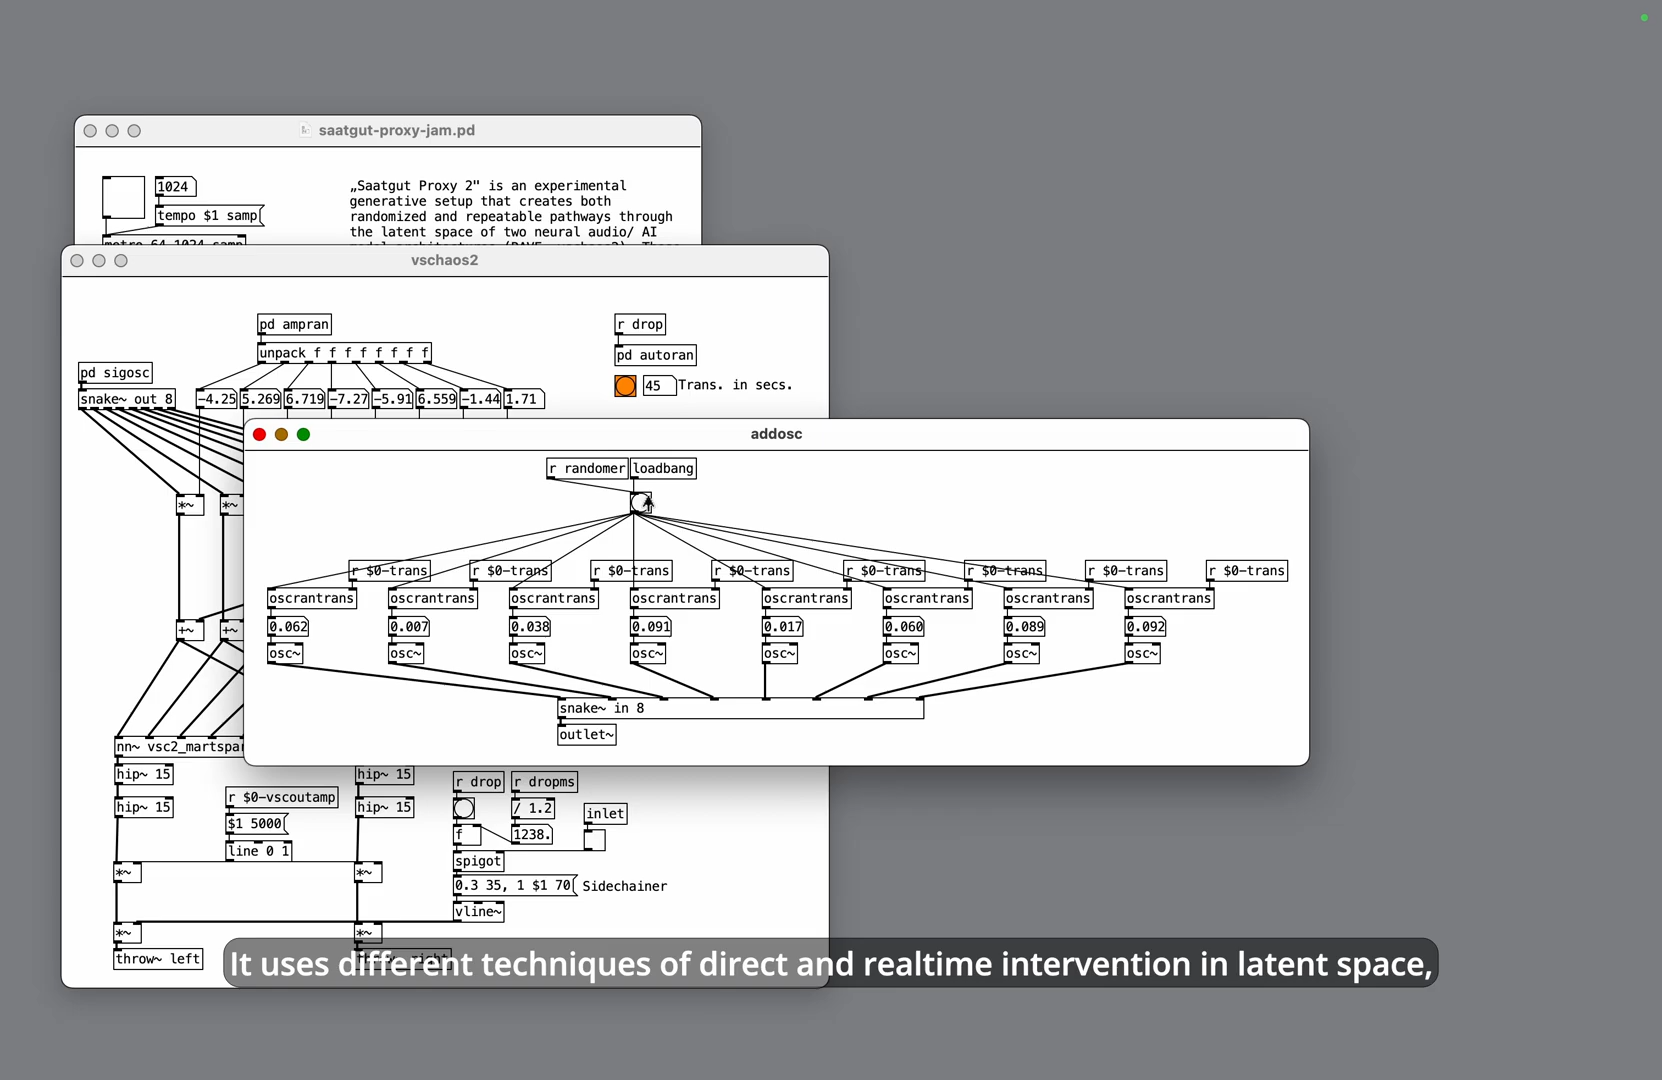 saatgut-proxy-jam.pd
1024
tempo $1 samp
metro 64 1024 samp
„Saatgut Proxy 2" is an experimental
generative setup that creates both
randomized and repeatable pathways through
the latent space of two neural audio/ AI
vschaos2
pd ampran
unpack f f f f f f f f
pd sigosc
snake~ out 8
-4.25 5.269 6.719 -7.27 -5.91 6.559 -1.44 1.71
r drop
pd autoran
45 Trans. in secs.
*~ *~
+~ +~
nn~ vsc2_martspar
addosc
r randomer loadbang
r $0-trans r $0-trans r $0-trans r $0-trans r $0-trans r $0-trans r $0-trans r $0-trans
oscrantrans oscrantrans oscrantrans oscrantrans oscrantrans oscrantrans oscrantrans oscrantrans
0.062 0.007 0.038 0.091 0.017 0.060 0.089 0.092
osc~ osc~ osc~ osc~ osc~ osc~ osc~ osc~
snake~ in 8
outlet~
hip~ 15 hip~ 15
hip~ 15 hip~ 15
r $0-vscoutamp
$1 5000
line 0 1
r drop r dropms
/ 1.2
inlet
f 1238.
spigot
0.3 35, 1 $1 70 Sidechainer
vline~
*~ *~
*~ *~
throw~ left
It uses different techniques of direct and realtime intervention in latent space,